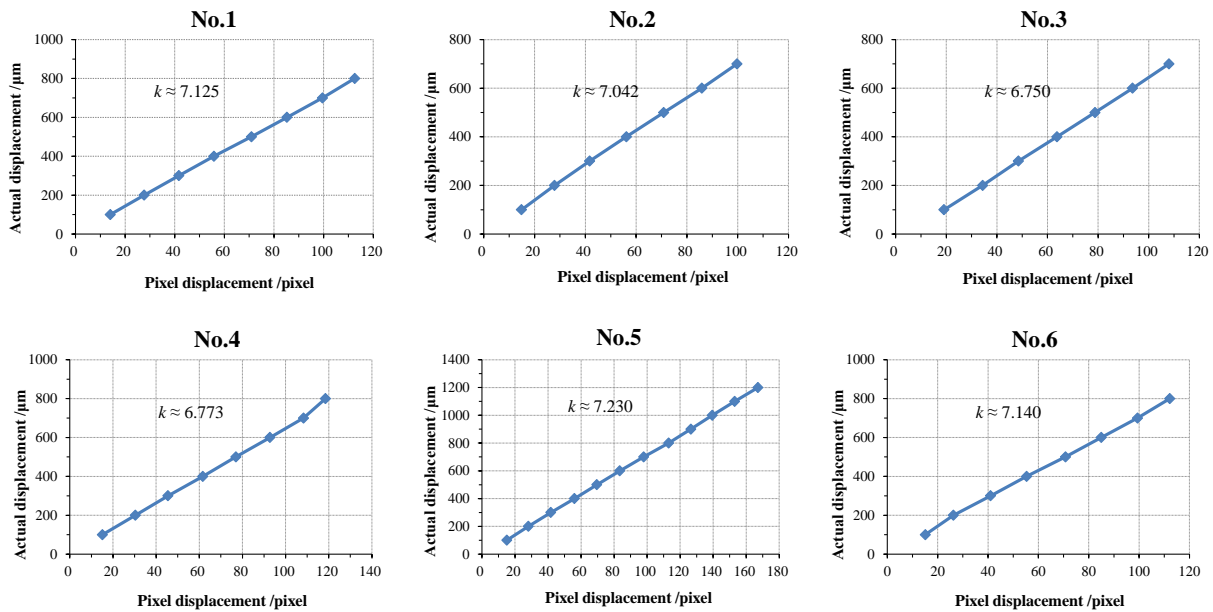 No.1
1000
800
600
400
200
0
0 20 40 60 80 100 120
k ≈ 7.125
Actual displacement /μm
Pixel displacement /pixel
No.2
800
600
400
200
0
0 20 40 60 80 100 120
k ≈ 7.042
Actual displacement /μm
Pixel displacement /pixel
No.3
800
600
400
200
0
0 20 40 60 80 100 120
k ≈ 6.750
Actual displacement /μm
Pixel displacement /pixel
No.4
1000
800
600
400
200
0
0 20 40 60 80 100 120 140
k ≈ 6.773
Actual displacement /μm
Pixel displacement /pixel
No.5
1400
1200
1000
800
600
400
200
0
0 20 40 60 80 100 120 140 160 180
k ≈ 7.230
Actual displacement /μm
Pixel displacement /pixel
No.6
1000
800
600
400
200
0
0 20 40 60 80 100 120
k ≈ 7.140
Actual displacement /μm
Pixel displacement /pixel